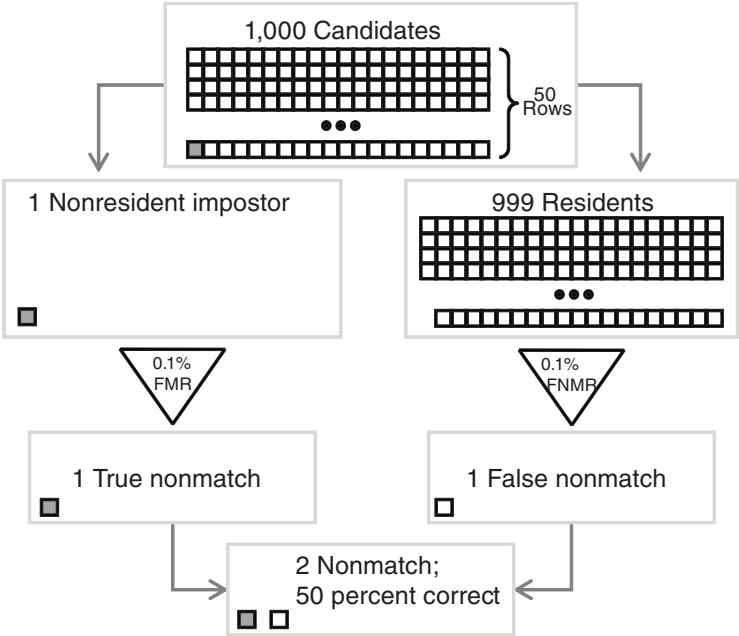 1,000 Candidates
50
Rows
1 Nonresident impostor
999 Residents
0.1%
FMR
0.1%
FNMR
1 True nonmatch
1 False nonmatch
2 Nonmatch;
50 percent correct